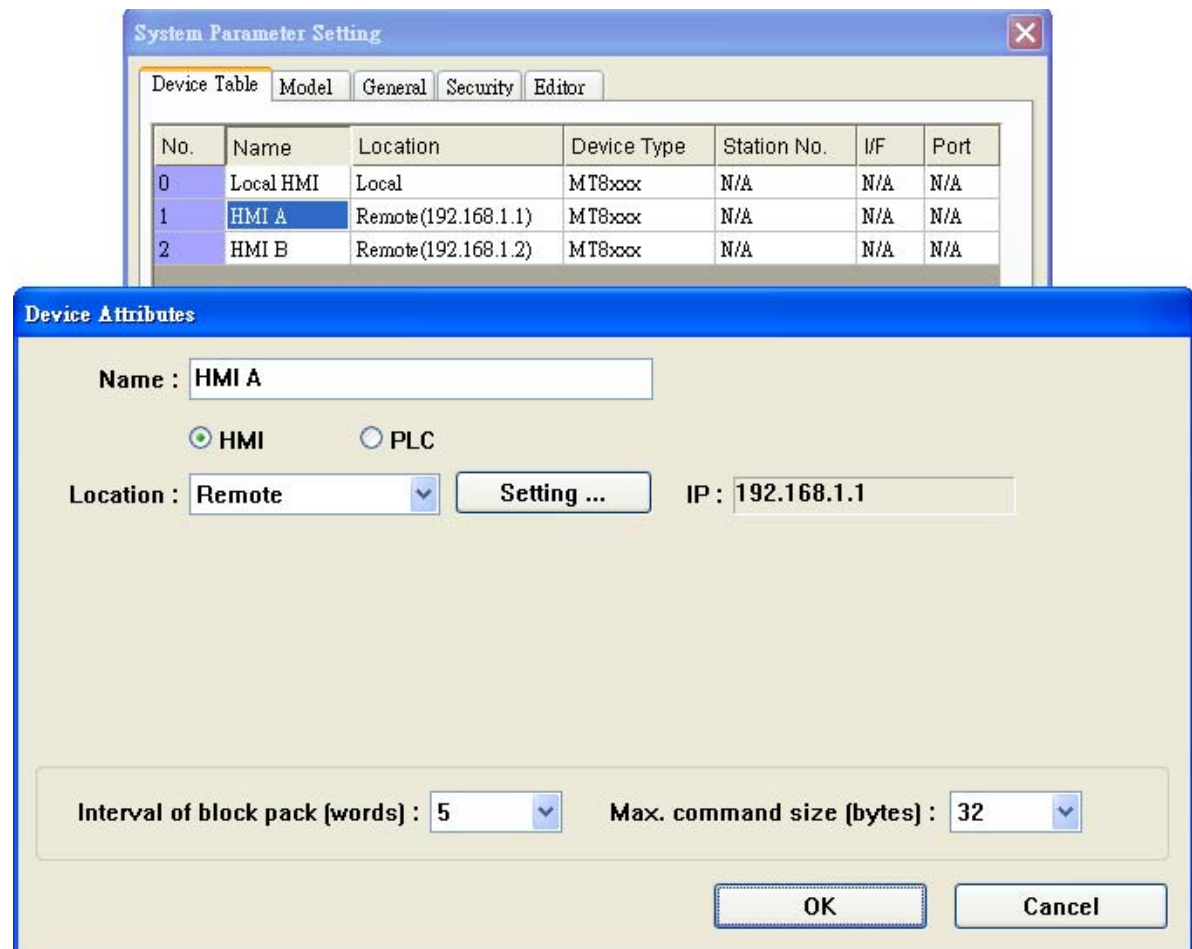 System Parameter Setting
Device Table Model General Security Editor
No. Name Location Device Type Station No. I/F Port
0 Local HMI Local MT8xxx N/A N/A N/A
1 HMI A Remote(192.168.1.1) MT8xxx N/A N/A N/A
2 HMI B Remote(192.168.1.2) MT8xxx N/A N/A N/A
Device Attributes
Name : HMI A
HMI PLC
Location : Remote Setting ... IP : 192.168.1.1
Interval of block pack (words) : 5 Max. command size (bytes) : 32
OK Cancel